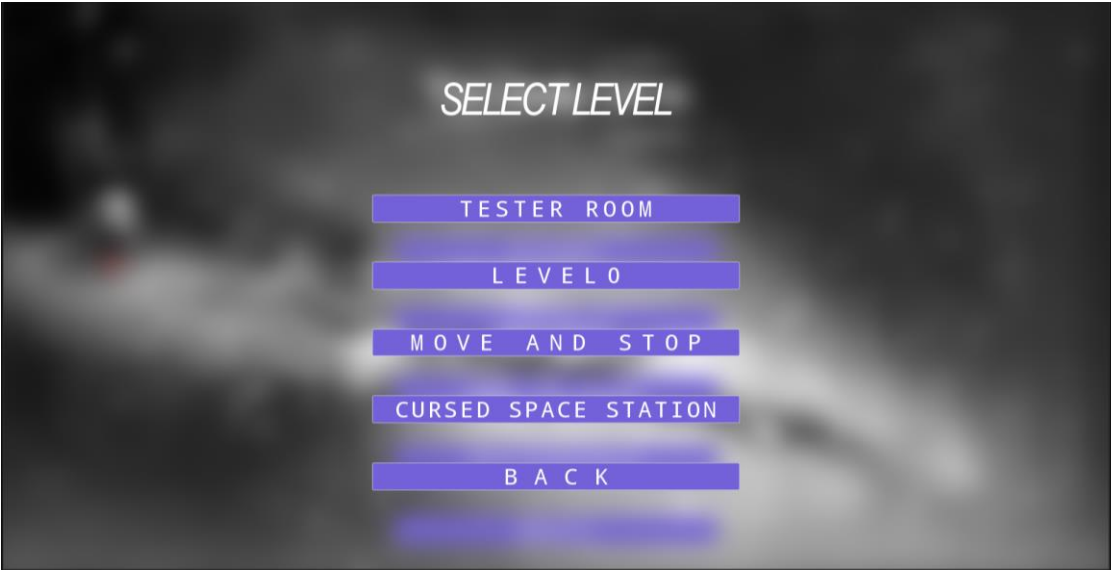 SELECT LEVEL
TESTER ROOM
LEVEL0
MOVE AND STOP
CURSED SPACE STATION
BACK